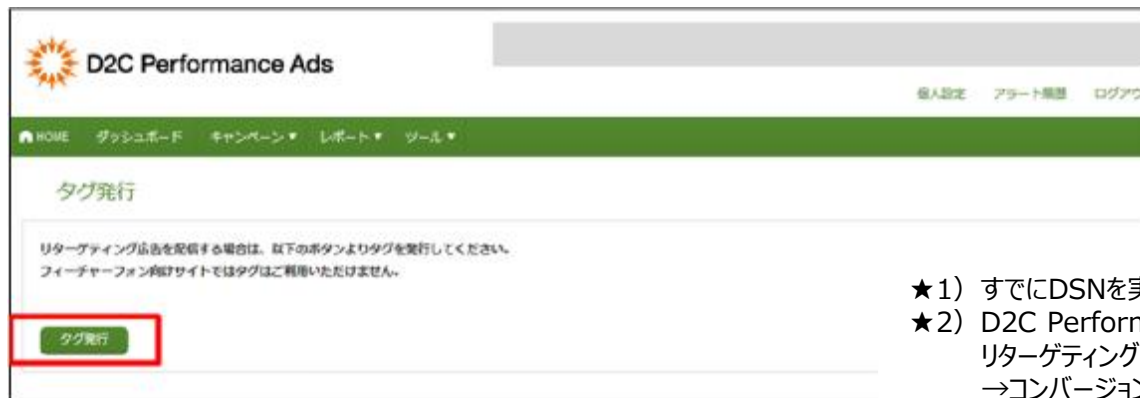 D2C Performance Ads
個人設定 アラート履歴 ログアウ
HOME ダッシュボード キャンペーン▼ レポート▼ ツール▼
タグ発行
リターゲティング広告を配信する場合は、以下のボタンよりタグを発行してください。
フィーチャーフォン向けサイトではタグはご利用いただけません。
タグ発行
★1）すでにDSNを実
★2）D2C Perform
リターゲティング
→コンバージョン